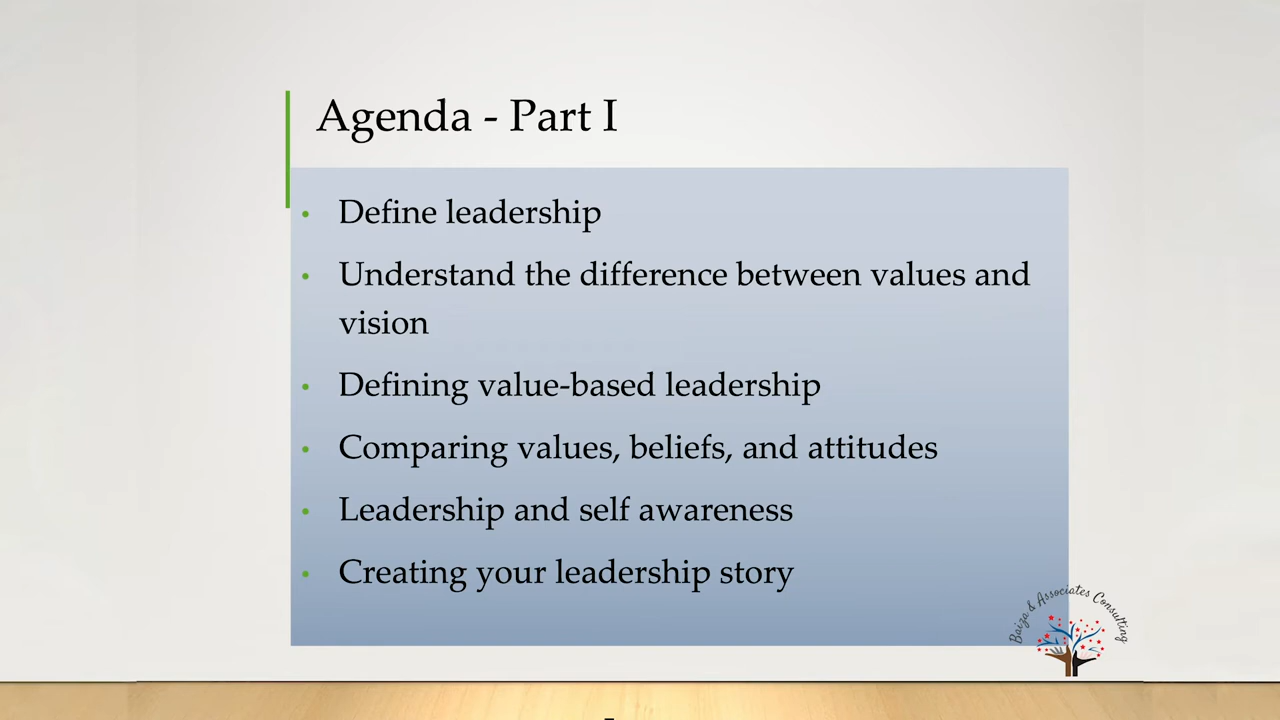 Agenda - Part I
• Define leadership
• Understand the difference between values and
vision
• Defining value-based leadership
• Comparing values, beliefs, and attitudes
• Leadership and self awareness
• Creating your leadership story
Baiza & Associates Consulting